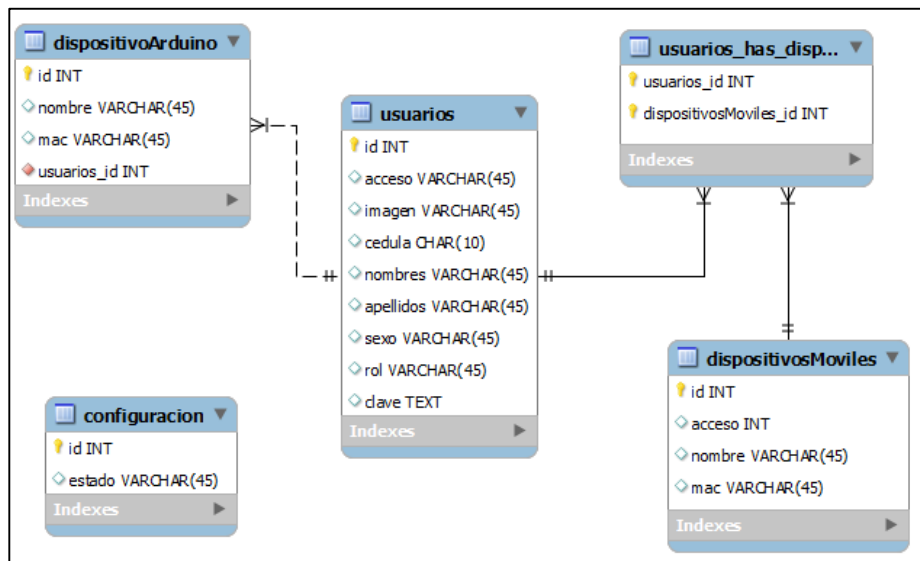 dispositivoArduino
id INT
nombre VARCHAR(45)
mac VARCHAR(45)
usuarios_id INT
Indexes
usuarios
id INT
acceso VARCHAR(45)
imagen VARCHAR(45)
cedula CHAR(10)
nombres VARCHAR(45)
apellidos VARCHAR(45)
sexo VARCHAR(45)
rol VARCHAR(45)
clave TEXT
Indexes
usuarios_has_disp...
usuarios_id INT
dispositivosMoviles_id INT
Indexes
configuracion
id INT
estado VARCHAR(45)
Indexes
dispositivosMoviles
id INT
acceso INT
nombre VARCHAR(45)
mac VARCHAR(45)
Indexes